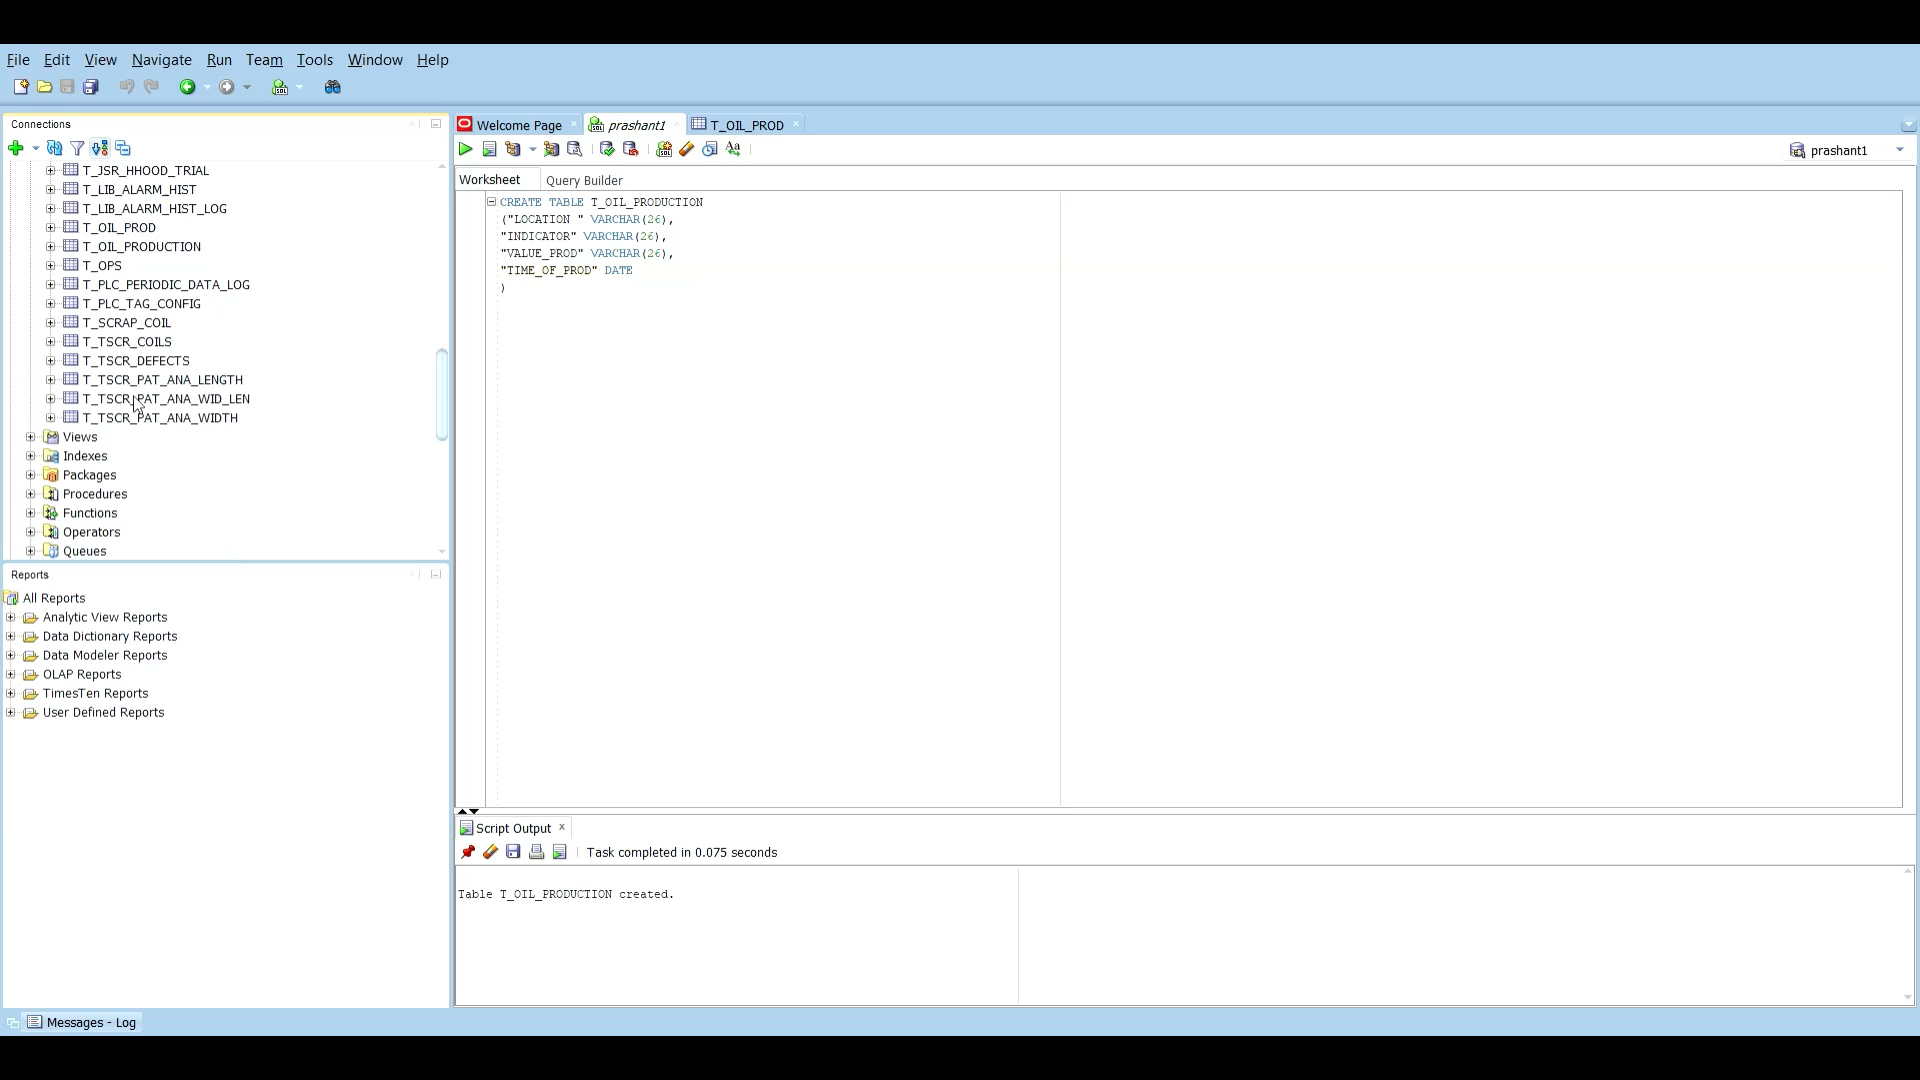 File Edit View Navigate Run Team Tools Window Help
Connections
T_JSR_HHOOD_TRIAL
T_LIB_ALARM_HIST
T_LIB_ALARM_HIST_LOG
T_OIL_PROD
T_OIL_PRODUCTION
T_OPS
T_PLC_PERIODIC_DATA_LOG
T_PLC_TAG_CONFIG
T_SCRAP_COIL
T_TSCR_COILS
T_TSCR_DEFECTS
T_TSCR_PAT_ANA_LENGTH
T_TSCR_PAT_ANA_WID_LEN
T_TSCR_PAT_ANA_WIDTH
Views
Indexes
Packages
Procedures
Functions
Operators
Queues
Reports
All Reports
Analytic View Reports
Data Dictionary Reports
Data Modeler Reports
OLAP Reports
TimesTen Reports
User Defined Reports
Welcome Page prashant1 T_OIL_PROD
prashant1
Worksheet Query Builder
CREATE TABLE T_OIL_PRODUCTION
("LOCATION " VARCHAR(26),
"INDICATOR" VARCHAR(26),
"VALUE_PROD" VARCHAR(26),
"TIME_OF_PROD" DATE
)
Script Output x
Task completed in 0.075 seconds
Table T_OIL_PRODUCTION created.
Messages - Log